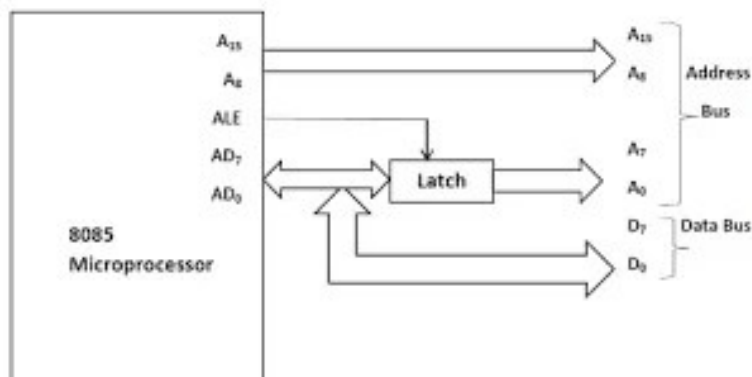 A₁₅
A₈
ALE
AD₇
AD₀
8085
Microprocessor
Latch
A₁₅
A₈
Address
Bus
A₇
A₀
D₇
Data Bus
D₀